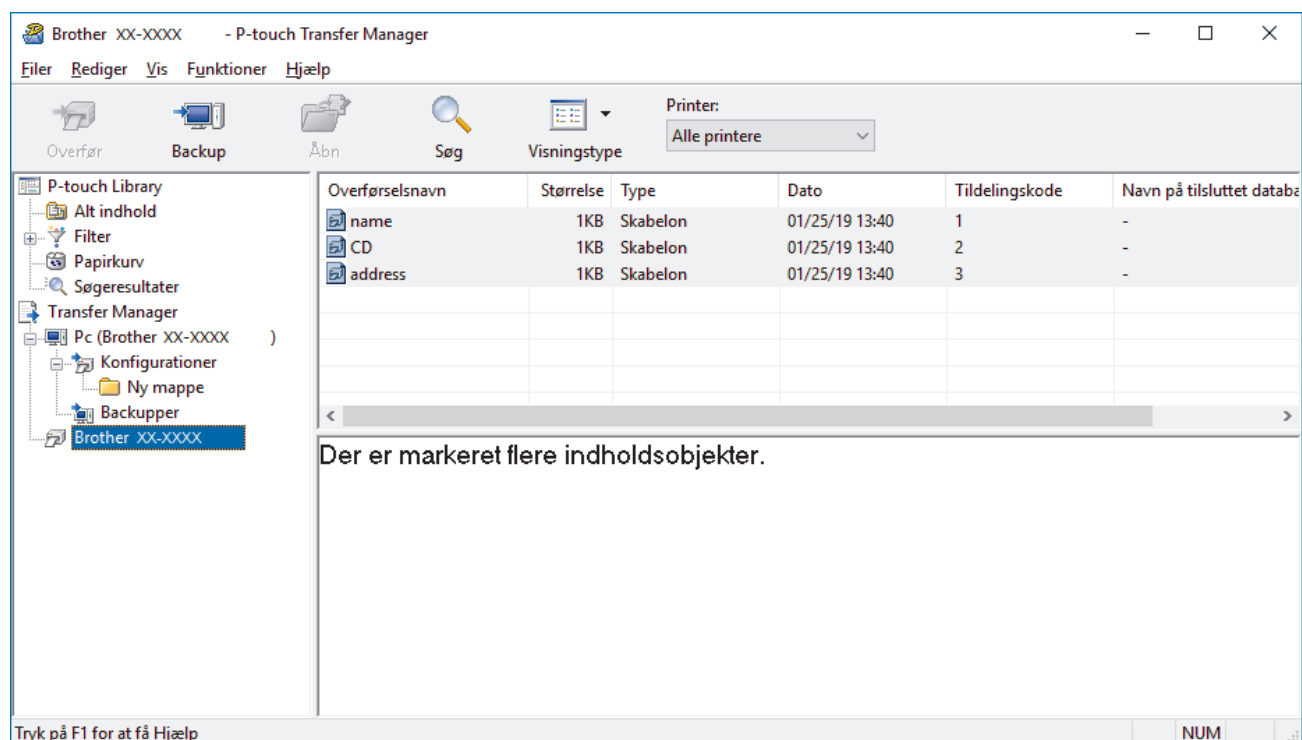 Brother XX-XXXX - P-touch Transfer Manager
Filer Rediger Vis Funktioner Hjælp
Printer:
Alle printere
Overfør Backup Åbn Søg Visningstype
P-touch Library
Alt indhold
Filter
Papirkurv
Søgeresultater
Transfer Manager
Pc (Brother XX-XXXX )
Konfigurationer
Ny mappe
Backupper
Brother XX-XXXX
Overførselsnavn Størrelse Type Dato Tildelingskode Navn på tilsluttet databa
name 1KB Skabelon 01/25/19 13:40 1 -
CD 1KB Skabelon 01/25/19 13:40 2 -
address 1KB Skabelon 01/25/19 13:40 3 -
Der er markeret flere indholdsobjekter.
Tryk på F1 for at få Hjælp NUM